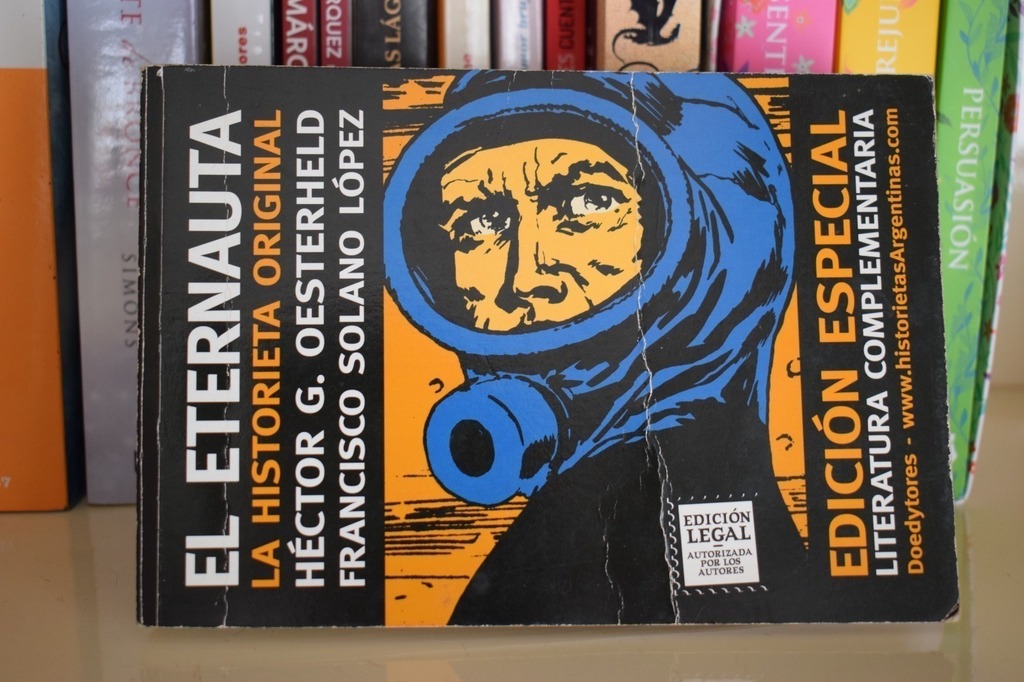 EL ETERNAUTA
LA HISTORIETA ORIGINAL
HÉCTOR G. OESTERHELD
FRANCISCO SOLANO LÓPEZ
EDICIÓN
LEGAL
AUTORIZADA
POR LOS
AUTORES
EDICIÓN ESPECIAL
LITERATURA COMPLEMENTARIA
Doedytores - www.historietasArgentinas.com
SIMONS
PERSUASIÓN